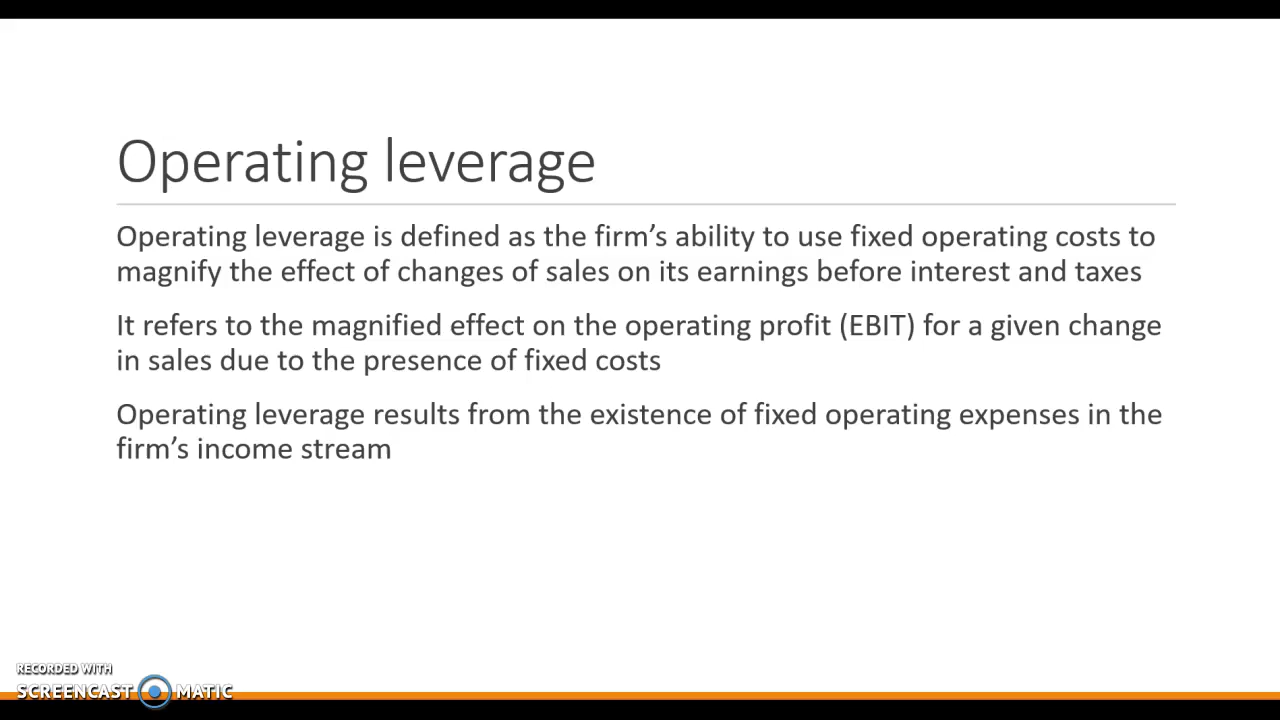 Operating leverage
Operating leverage is defined as the firm's ability to use fixed operating costs to
magnify the effect of changes of sales on its earnings before interest and taxes
It refers to the magnified effect on the operating profit (EBIT) for a given change
in sales due to the presence of fixed costs
Operating leverage results from the existence of fixed operating expenses in the
firm's income stream
RECORDED WITH
SCREENCAST MATIC